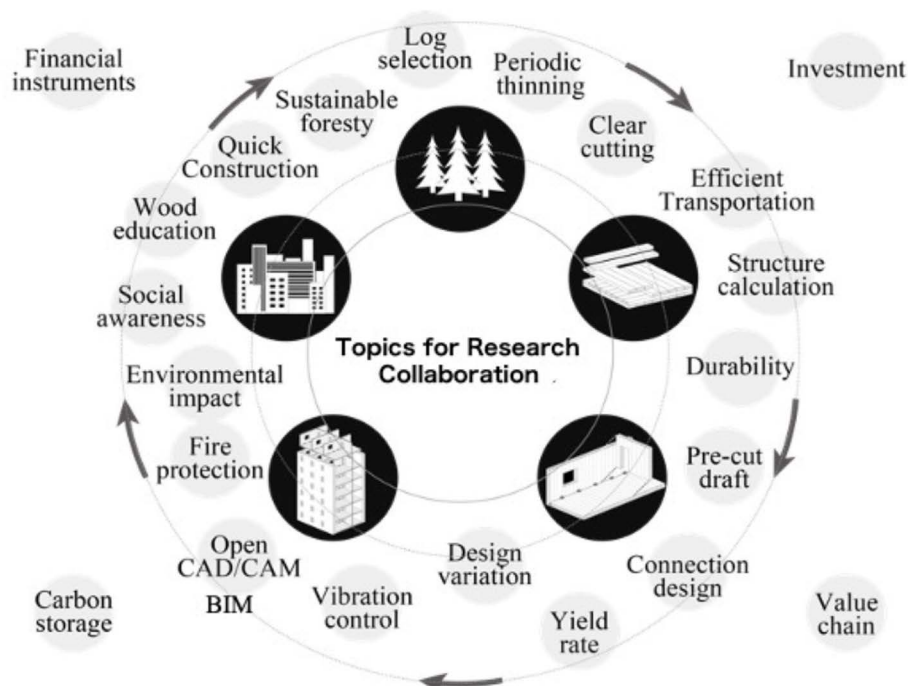 Financial
instruments
Log
selection
Periodic
thinning
Investment
Sustainable
foresty
Clear
cutting
Quick
Construction
Efficient
Transportation
Wood
education
Structure
calculation
Social
awareness
Topics for Research
Collaboration
Durability
Environmental
impact
Fire
protection
Pre-cut
draft
Open
CAD/CAM
BIM
Vibration
control
Design
variation
Connection
design
Yield
rate
Carbon
storage
Value
chain